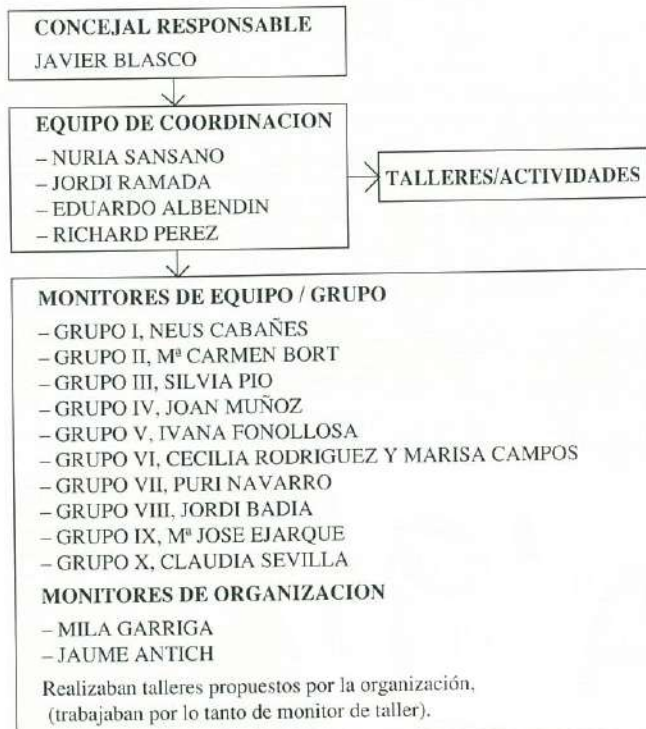 CONCEJAL RESPONSABLE
JAVIER BLASCO
EQUIPO DE COORDINACION
– NURIA SANSANO
– JORDI RAMADA
– EDUARDO ALBENDIN
– RICHARD PEREZ
TALLERES/ACTIVIDADES
MONITORES DE EQUIPO / GRUPO
– GRUPO I, NEUS CABAÑES
– GRUPO II, Mª CARMEN BORT
– GRUPO III, SILVIA PIO
– GRUPO IV, JOAN MUÑOZ
– GRUPO V, IVANA FONOLLOSA
– GRUPO VI, CECILIA RODRIGUEZ Y MARISA CAMPOS
– GRUPO VII, PURI NAVARRO
– GRUPO VIII, JORDI BADIA
– GRUPO IX, Mª JOSE EJARQUE
– GRUPO X, CLAUDIA SEVILLA
MONITORES DE ORGANIZACION
– MILA GARRIGA
– JAUME ANTICH
Realizaban talleres propuestos por la organización,
(trabajaban por lo tanto de monitor de taller).